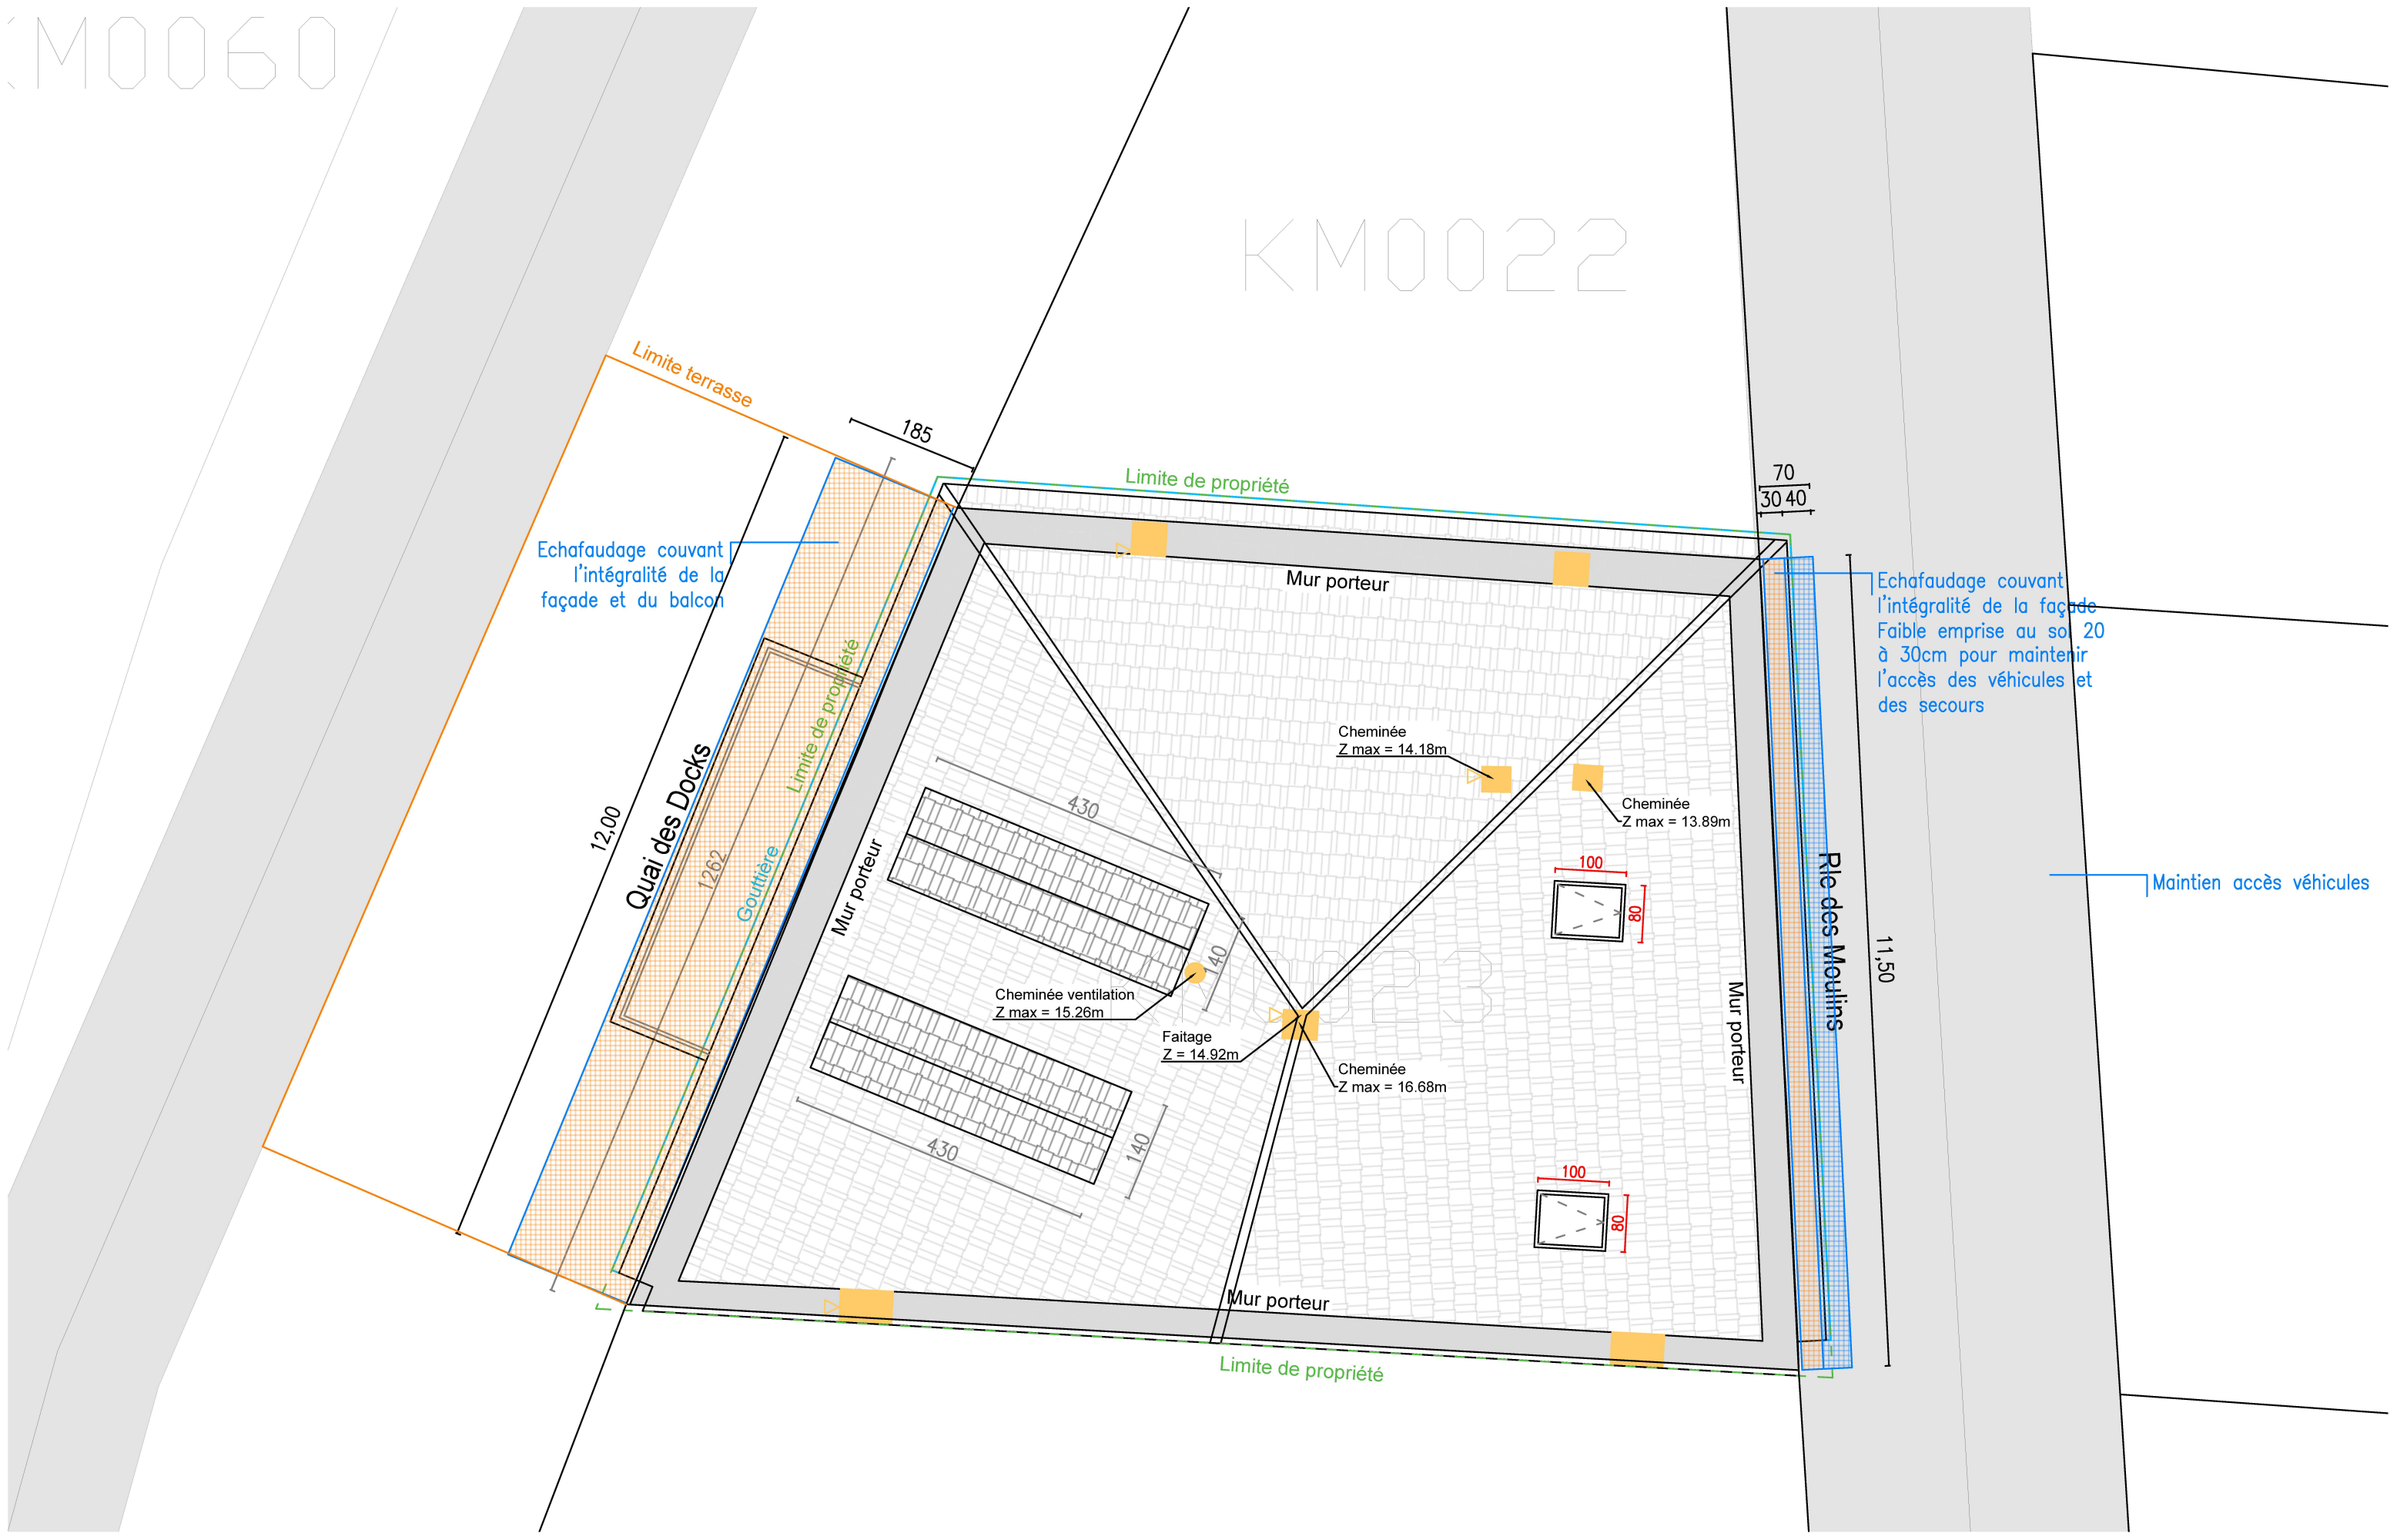 KM0060
KM0022
Limite terrasse
185
Limite de propriété
70
30 40
Echafaudage couvant
l'intégralité de la
façade et du balcon
Mur porteur
Echafaudage couvant
l'intégralité de la façade
Faible emprise au sol 20
à 30cm pour maintenir
l'accès des véhicules et
des secours
Limite de propriété
Cheminée
Z max = 14.18m
Cheminée
Z max = 13.89m
Quai des Docks
12,00
1262
Gouttière
Mur porteur
430
140
100
80
Rle des Moulins
11,50
Maintien accès véhicules
Cheminée ventilation
Z max = 15.26m
Faitage
Z = 14.92m
Cheminée
Z max = 16.68m
Mur porteur
430
140
100
80
Mur porteur
Limite de propriété